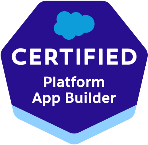 CERTIFIED
Platform
App Builder